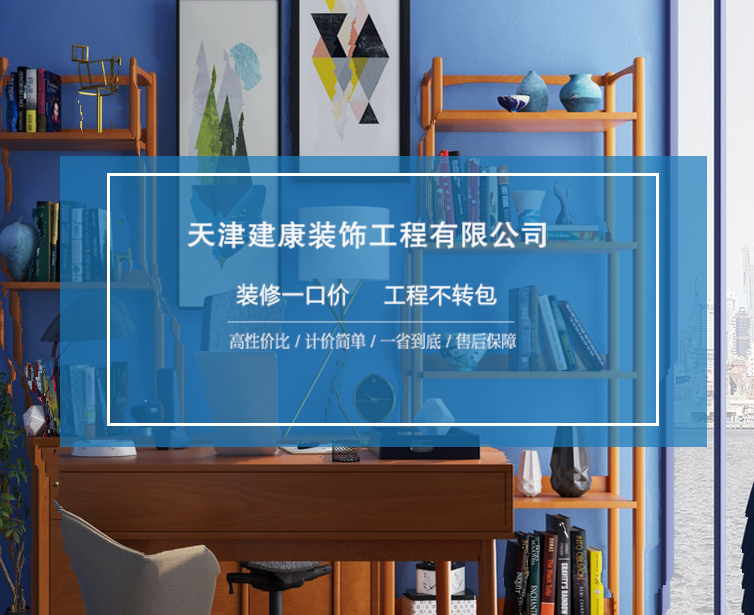 天津建康装饰工程有限公司
装修一口价 工程不转包
高性价比 / 计价简单 / 一省到底 / 售后保障